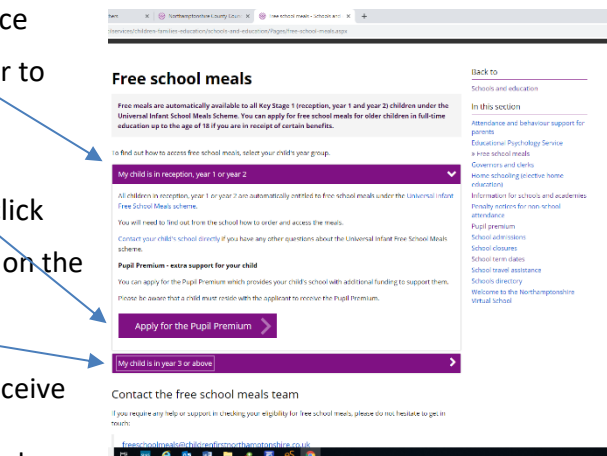 ce
r to
lick
on the
ceive
Northamptonshire County Counc
Free school meals - Schools and
/services/children-families-education/schools-and-education/Pages/free-school-meals.aspx
Free school meals
Free meals are automatically available to all Key Stage 1 (reception, year 1 and year 2) children under the
Universal Infant School Meals Scheme. You can apply for free school meals for older children in full-time
education up to the age of 18 if you are in receipt of certain benefits.
To find out how to access free school meals, select your child's year group.
My child is in reception, year 1 or year 2
All children in reception, year 1 or year 2 are automatically entitled to free school meals under the Universal Infant
Free School Meals scheme.
You will need to find out from the school how to order and access the meals.
Contact your child's school directly if you have any other questions about the Universal Infant Free School Meals
scheme.
Pupil Premium - extra support for your child
You can apply for the Pupil Premium which provides your child's school with additional funding to support them.
Please be aware that a child must reside with the applicant to receive the Pupil Premium.
Apply for the Pupil Premium
My child is in year 3 or above
Contact the free school meals team
If you require any help or support in checking your eligibility for free school meals, please do not hesitate to get in
touch:
freeschoolmeals@childrenfirstnorthamptonshire.co.uk
Back to
Schools and education
In this section
Attendance and behaviour support for
parents
Educational Psychology Service
» Free school meals
Governors and clerks
Home schooling (elective home
education)
Information for schools and academies
Penalty notices for non-school
attendance
Pupil premium
School admissions
School closures
School term dates
School travel assistance
Schools directory
Welcome to the Northamptonshire
Virtual School